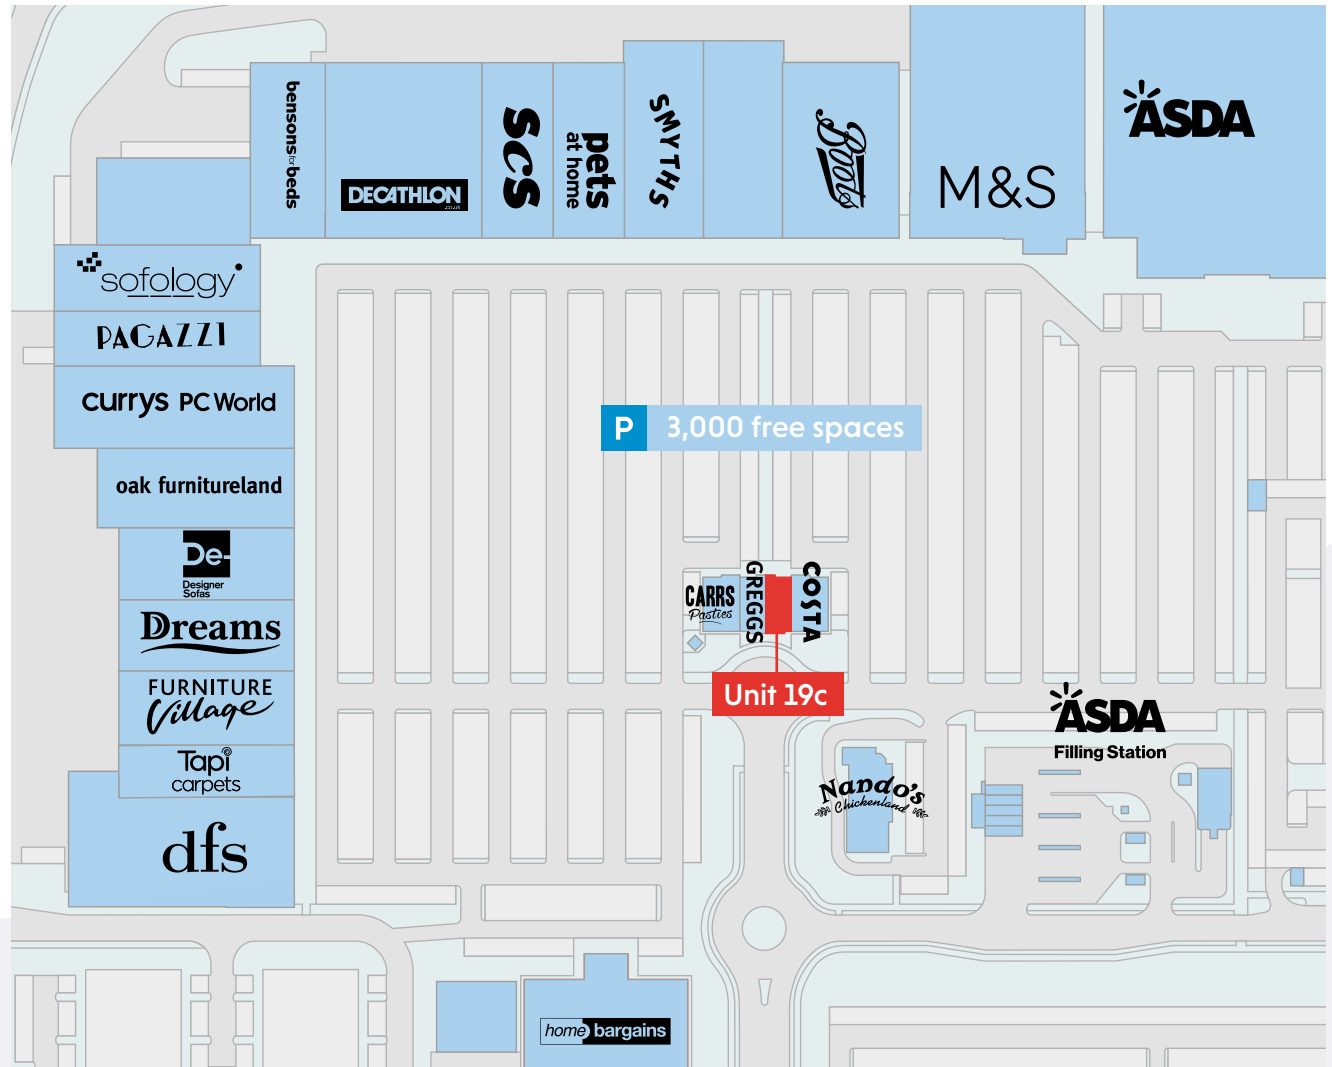 bensons for beds
DECATHLON
.co.uk
SCS
pets
at home
SMYTHS
Boots
M&S
ASDA
sofology
PAGAZZI
currys PC World
P 3,000 free spaces
oak furnitureland
De-
Designer
Sofas
CARRS
Pasties
GREGGS
COSTA
Dreams
FURNITURE
Village
Unit 19c
ASDA
Filling Station
Tapi
carpets
Nando's
Chickenland
dfs
home bargains